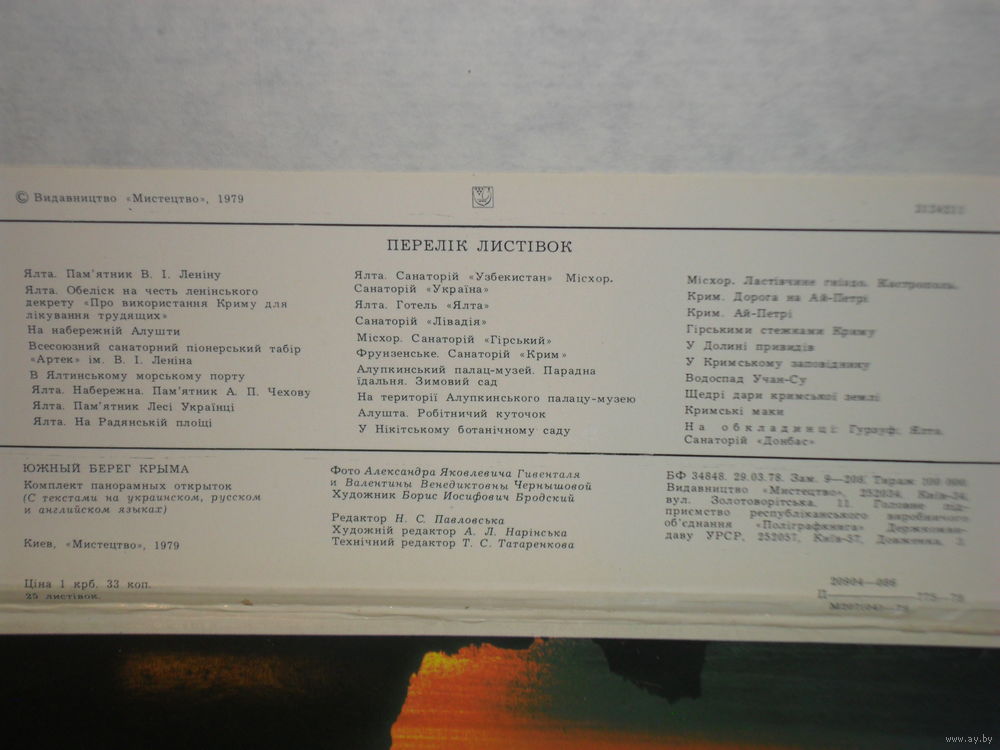 © Видавництво «Мистецтво», 1979
ПЕРЕЛІК ЛИСТІВОК
Ялта. Пам'ятник В. І. Леніну
Ялта. Обеліск на честь ленінського
декрету «Про використання Криму для
лікування трудящих»
На набережній Алушти
Всесоюзний санаторний піонерський табір
«Артек» ім. В. І. Леніна
В Ялтинському морському порту
Ялта. Набережна. Пам'ятник А. П. Чехову
Ялта. Пам'ятник Лесі Українці
Ялта. На Радянській площі
Ялта. Санаторій «Узбекистан» Місхор.
Санаторій «Україна»
Ялта. Готель «Ялта»
Санаторій «Лівадія»
Місхор. Санаторій «Гірський»
Фрунзенське. Санаторій «Крим»
Алупкинський палац-музей. Парадна
їдальня. Зимовий сад
На території Алупкинського палацу-музею
Алушта. Робітничий куточок
У Нікітському ботанічному саду
Місхор. Ластівчине гніздо. Кастрополь.
Крим. Дорога на Ай-Петрі
Крим. Ай-Петрі
Гірськими стежками Криму
У Долині привидів
У Кримському заповіднику
Водоспад Учан-Су
Щедрі дари кримської землі
Кримські маки
На обкладинці: Гурзуф. Ялта.
Санаторій «Донбас»
ЮЖНЫЙ БЕРЕГ КРЫМА
Комплект панорамных открыток
(С текстами на украинском, русском
и английском языках)
Киев, «Мистецтво», 1979
Фото Александра Яковлевича Гивенталя
и Валентины Венедиктовны Чернышовой
Художник Борис Иосифович Бродский
Редактор Н. С. Павловська
Художній редактор А. Л. Нарінська
Технічний редактор Т. С. Татаренкова
БФ 34848. 29.03.78. Зам. 9—208. Тираж 100 000.
Видавництво «Мистецтво», 252034, Київ-34,
вул. Золотоворітська, 11. Головне під-
приємство республіканського виробничого
об'єднання «Поліграфкнига» Держкомви-
даву УРСР, 252057, Київ-57, Довженка, 3.
Ціна 1 крб. 33 коп.
25 листівок.
www.ay.by